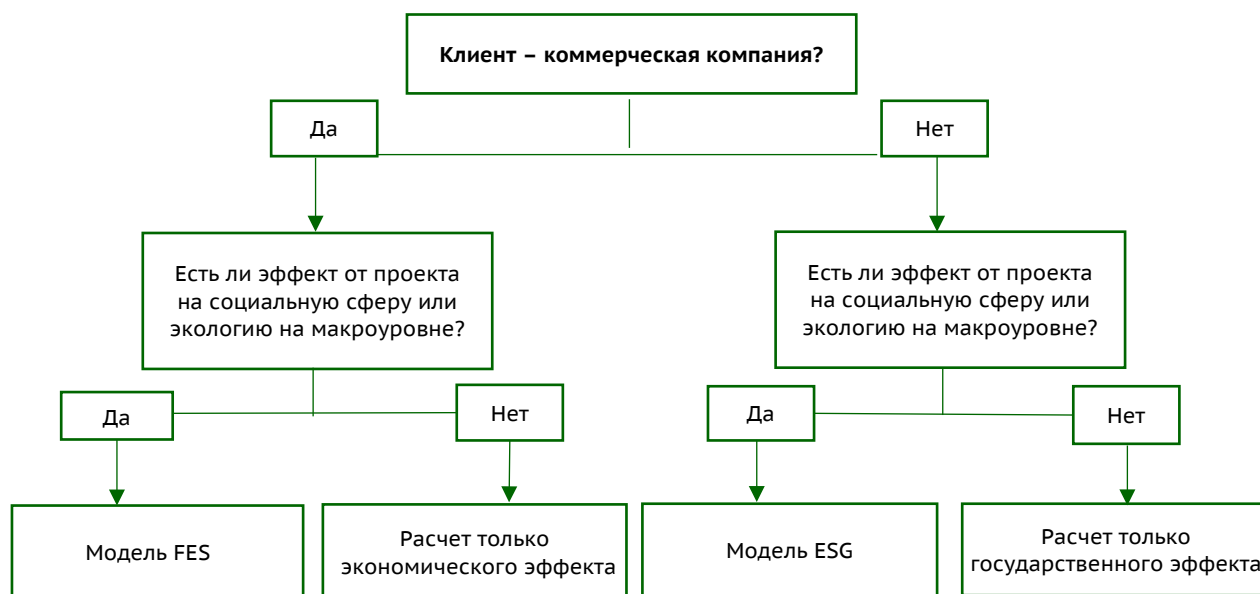 Клиент – коммерческая компания?
Да
Нет
Есть ли эффект от проекта
на социальную сферу или
экологию на макроуровне?
Есть ли эффект от проекта
на социальную сферу или
экологию на макроуровне?
Да
Нет
Да
Нет
Модель FES
Расчет только
экономического эффекта
Модель ESG
Расчет только
государственного эффекта